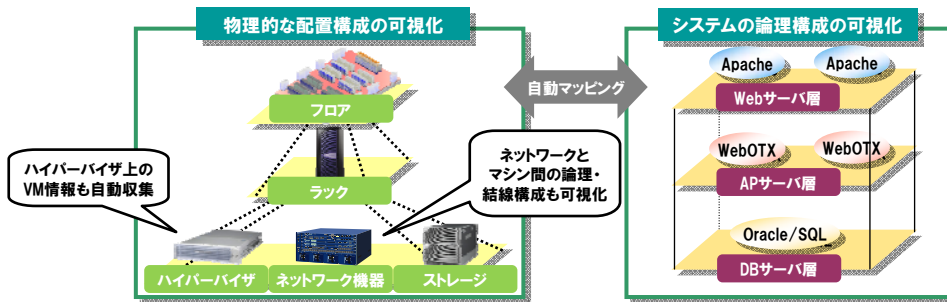 物理的な配置構成の可視化
フロア
ラック
ハイパーバイザ上の
VM情報も自動収集
ネットワークと
マシン間の論理・
結線構成も可視化
ハイパーバイザ
ネットワーク機器
ストレージ
自動マッピング
システムの論理構成の可視化
Apache
Apache
Webサーバ層
WebOTX
WebOTX
APサーバ層
Oracle/SQL
DBサーバ層